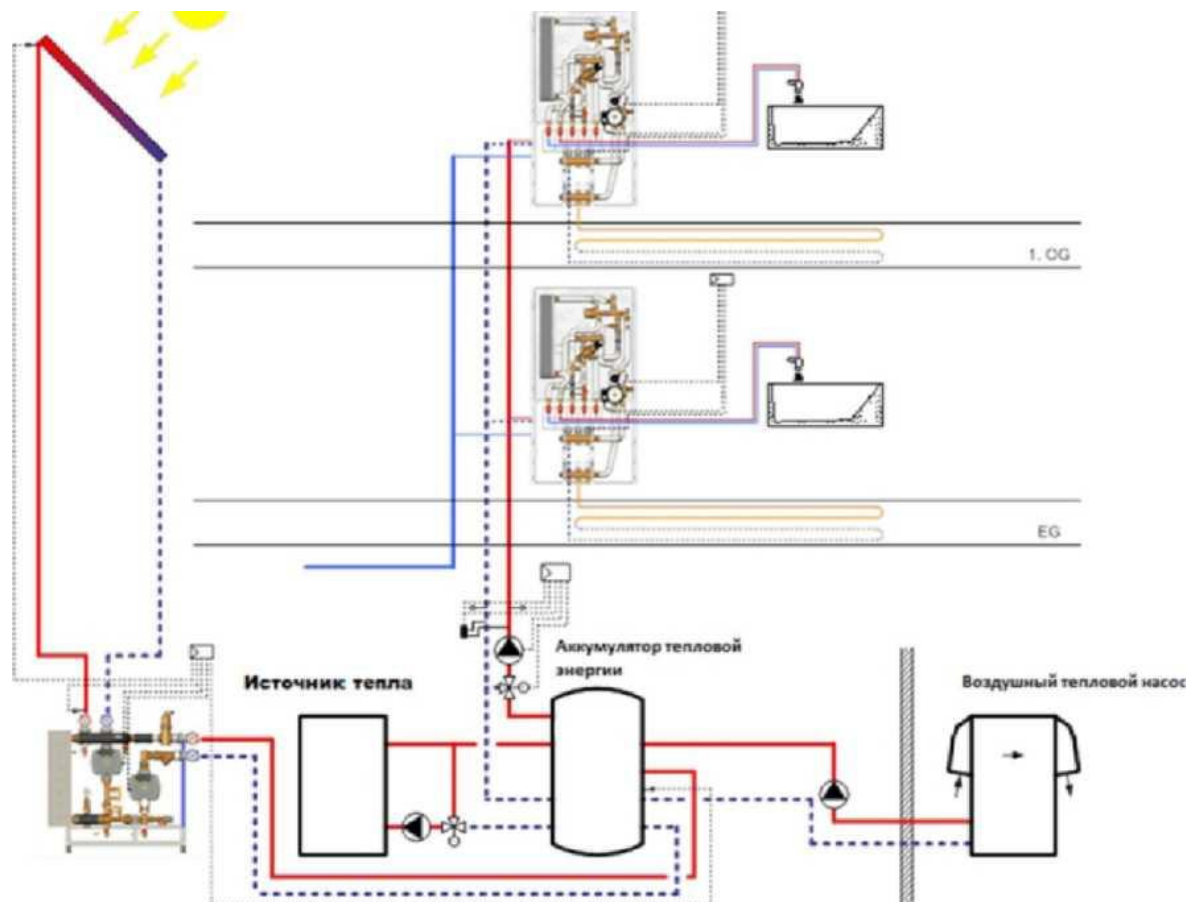 1. OG
EG
Аккумулятор тепловой
энергии
Источник тепла
Воздушный тепловой насос